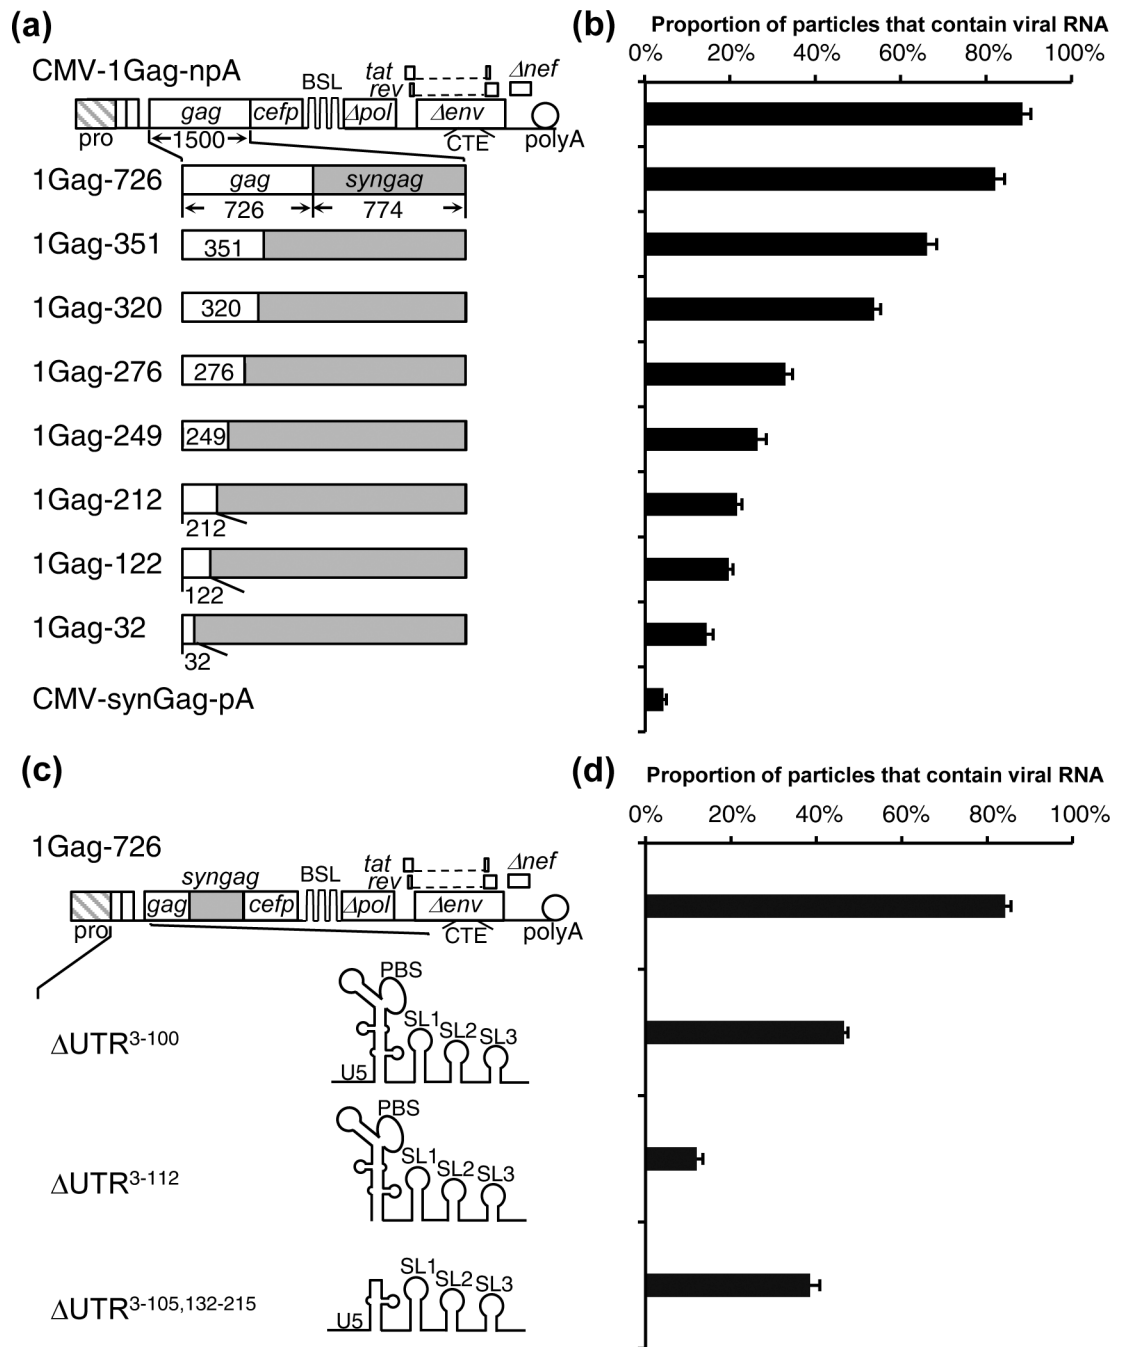 (a)
CMV-1Gag-npA
BSL
tat
rev
Δnef
gag
cefp
Δpol
Δenv
pro
←1500→
CTE
polyA
1Gag-726
gag
syngag
726
774
1Gag-351
351
1Gag-320
320
1Gag-276
276
1Gag-249
249
1Gag-212
212
1Gag-122
122
1Gag-32
32
CMV-synGag-pA
(b)
Proportion of particles that contain viral RNA
0% 20% 40% 60% 80% 100%
(c)
1Gag-726
syngag
BSL
tat
rev
Δnef
gag
cefp
Δpol
Δenv
pro
CTE
polyA
ΔUTR3-100
PBS
SL1
SL2
SL3
U5
ΔUTR3-112
PBS
SL1
SL2
SL3
ΔUTR3-105,132-215
SL1
SL2
SL3
U5
(d)
Proportion of particles that contain viral RNA
0% 20% 40% 60% 80% 100%